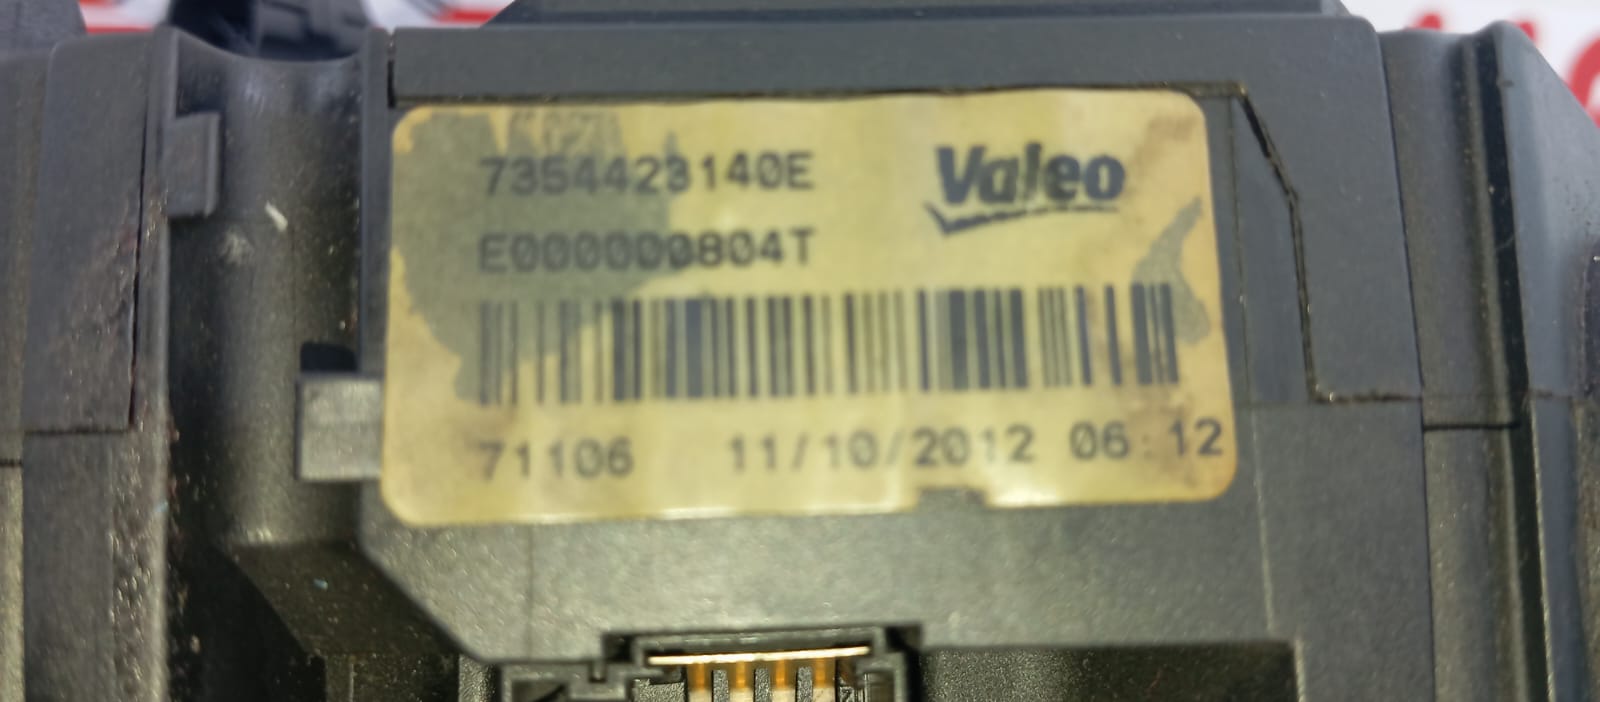 7354423140E
Valeo
E000000804T
71106 11/10/2012 06:12